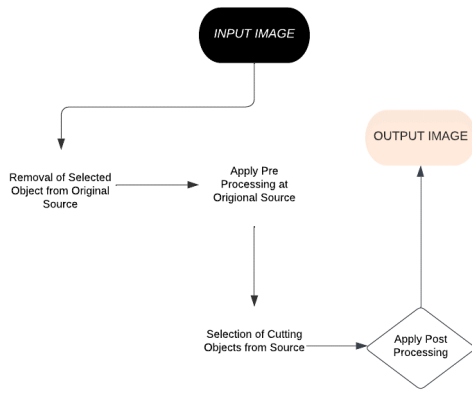 INPUT IMAGE
Removal of Selected
Object from Original
Source
Apply Pre
Processing at
Origional Source
Selection of Cutting
Objects from Source
Apply Post
Processing
OUTPUT IMAGE